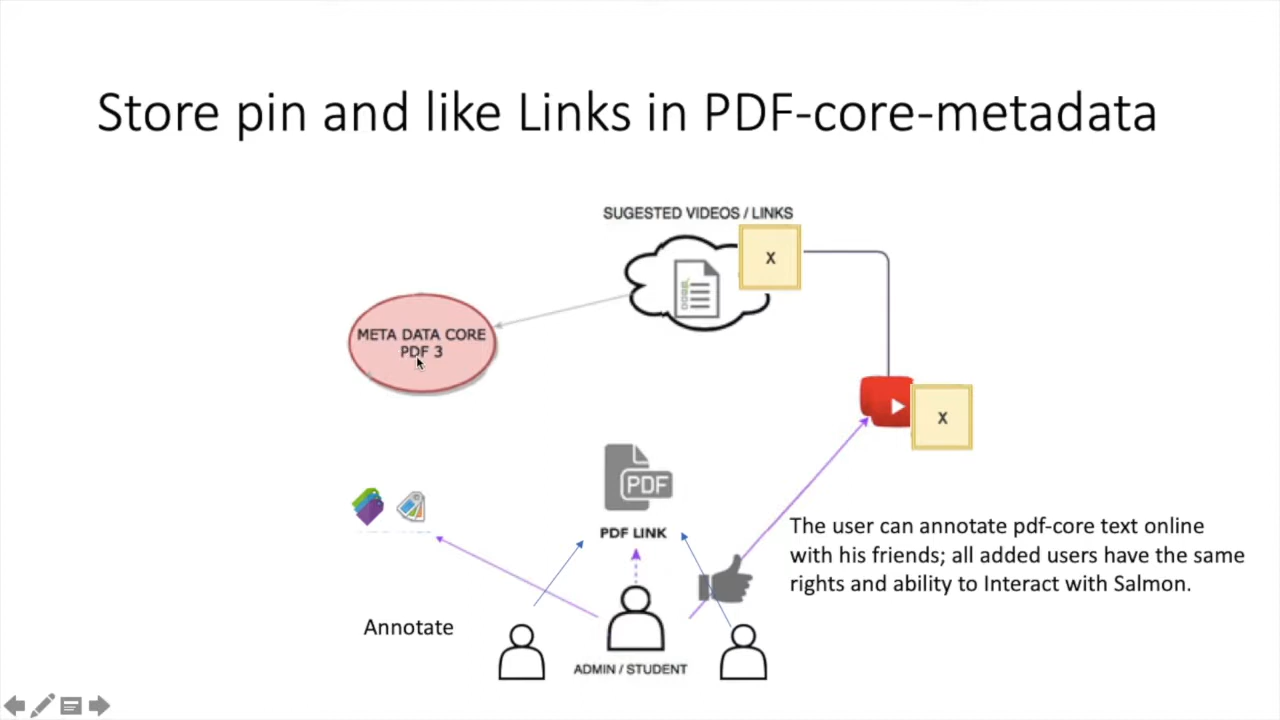 Store pin and like Links in PDF-core-metadata
SUGESTED VIDEOS / LINKS
X
META DATA CORE
PDF 3
X
PDF
PDF LINK
The user can annotate pdf-core text online
with his friends; all added users have the same
rights and ability to Interact with Salmon.
Annotate
ADMIN / STUDENT